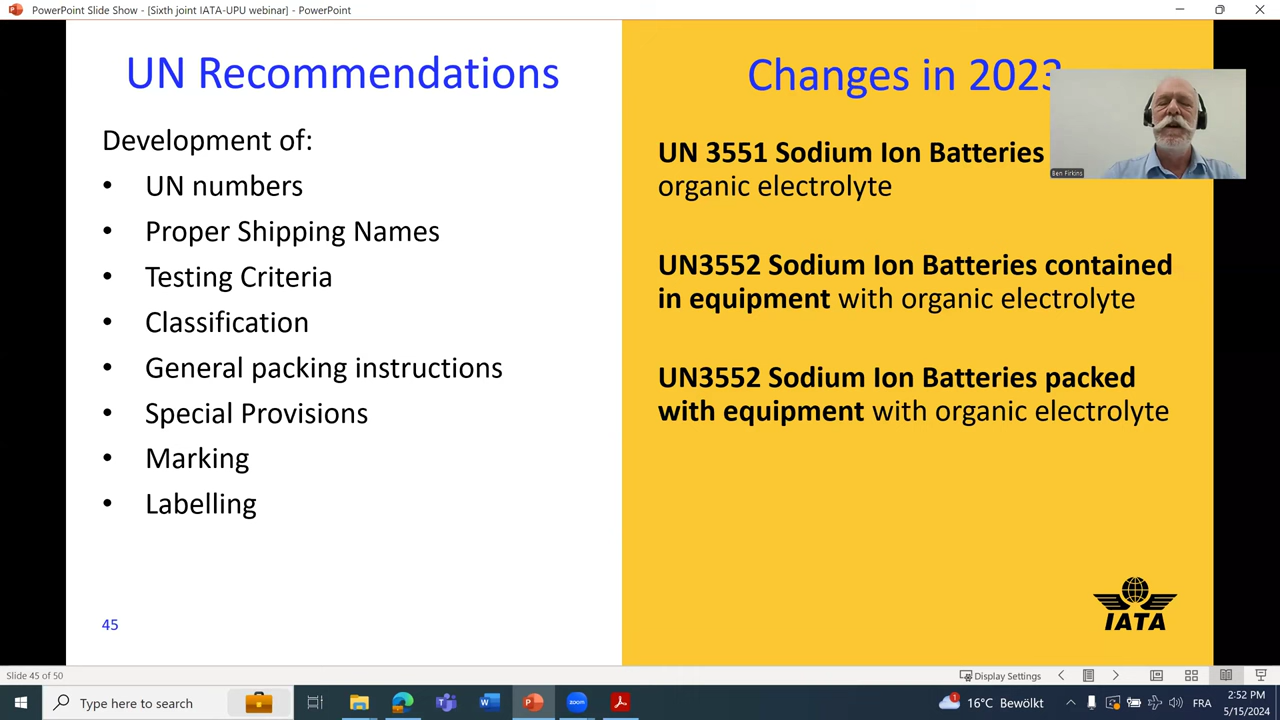 PowerPoint Slide Show - [Sixth joint IATA-UPU webinar] - PowerPoint
UN Recommendations
Development of:
• UN numbers
• Proper Shipping Names
• Testing Criteria
• Classification
• General packing instructions
• Special Provisions
• Marking
• Labelling
45
Changes in 2023
Ben Firkins
UN 3551 Sodium Ion Batteries
organic electrolyte
UN3552 Sodium Ion Batteries contained
in equipment with organic electrolyte
UN3552 Sodium Ion Batteries packed
with equipment with organic electrolyte
IATA
Slide 45 of 50
Display Settings
Type here to search
zoom
1
16°C Bewölkt
FRA
2:52 PM
5/15/2024